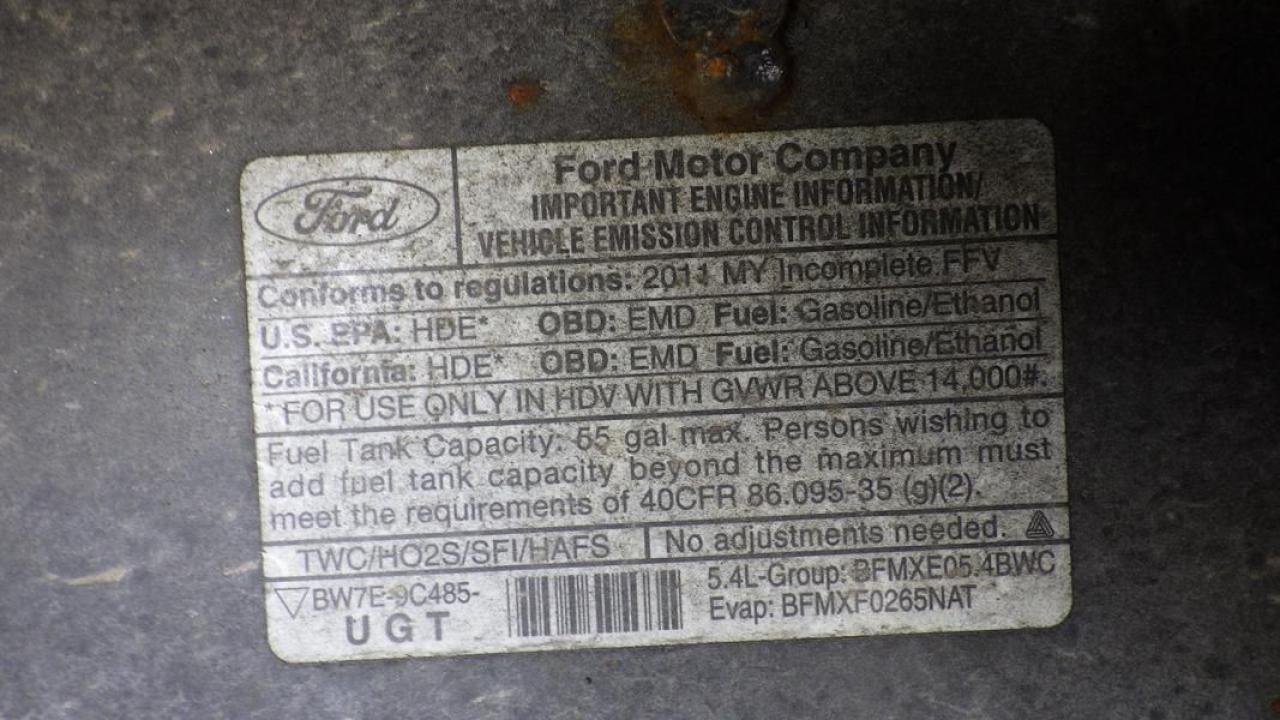 Ford
Ford Motor Company
IMPORTANT ENGINE INFORMATION/
VEHICLE EMISSION CONTROL INFORMATION
Conforms to regulations: 2011 MY Incomplete FFV
U.S. EPA: HDE* OBD: EMD Fuel: Gasoline/Ethanol
California: HDE* OBD: EMD Fuel: Gasoline/Ethanol
* FOR USE ONLY IN HDV WITH GVWR ABOVE 14,000#.
Fuel Tank Capacity: 55 gal max. Persons wishing to
add fuel tank capacity beyond the maximum must
meet the requirements of 40CFR 86.095-35 (g)(2).
TWC/HO2S/SFI/HAFS No adjustments needed.
BW7E-9C485-
UGT
5.4L-Group: BFMXE05.4BWC
Evap: BFMXF0265NAT